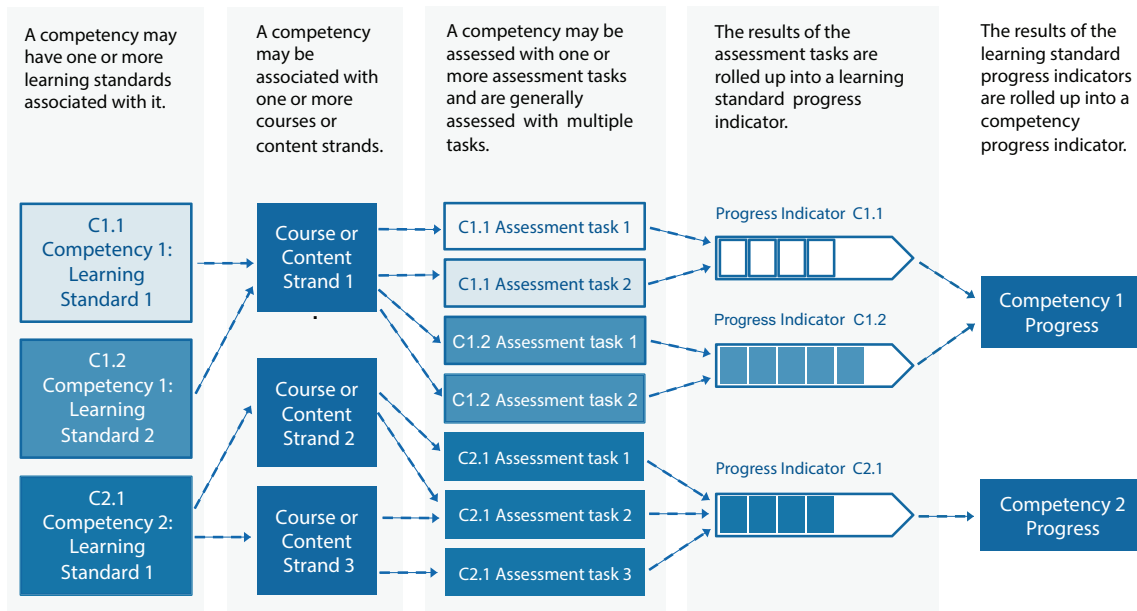 A competency may
have one or more
learning standards
associated with it.
A competency
may be
associated with
one or more
courses or
content strands.
A competency may be
assessed with one or
more assessment tasks
and are generally
assessed with multiple
tasks.
The results of the
assessment tasks are
rolled up into a learning
standard progress
indicator.
The results of the
learning standard
progress indicators
are rolled up into a
competency
progress indicator.
C1.1
Competency 1:
Learning
Standard 1
C1.2
Competency 1:
Learning
Standard 2
C2.1
Competency 2:
Learning
Standard 1
Course or
Content
Strand 1
.
Course or
Content
Strand 2
Course or
Content
Strand 3
C1.1 Assessment task 1
C1.1 Assessment task 2
C1.2 Assessment task 1
C1.2 Assessment task 2
C2.1 Assessment task 1
C2.1 Assessment task 2
C2.1 Assessment task 3
Progress Indicator C1.1
Progress Indicator C1.2
Progress Indicator C2.1
Competency 1
Progress
Competency 2
Progress